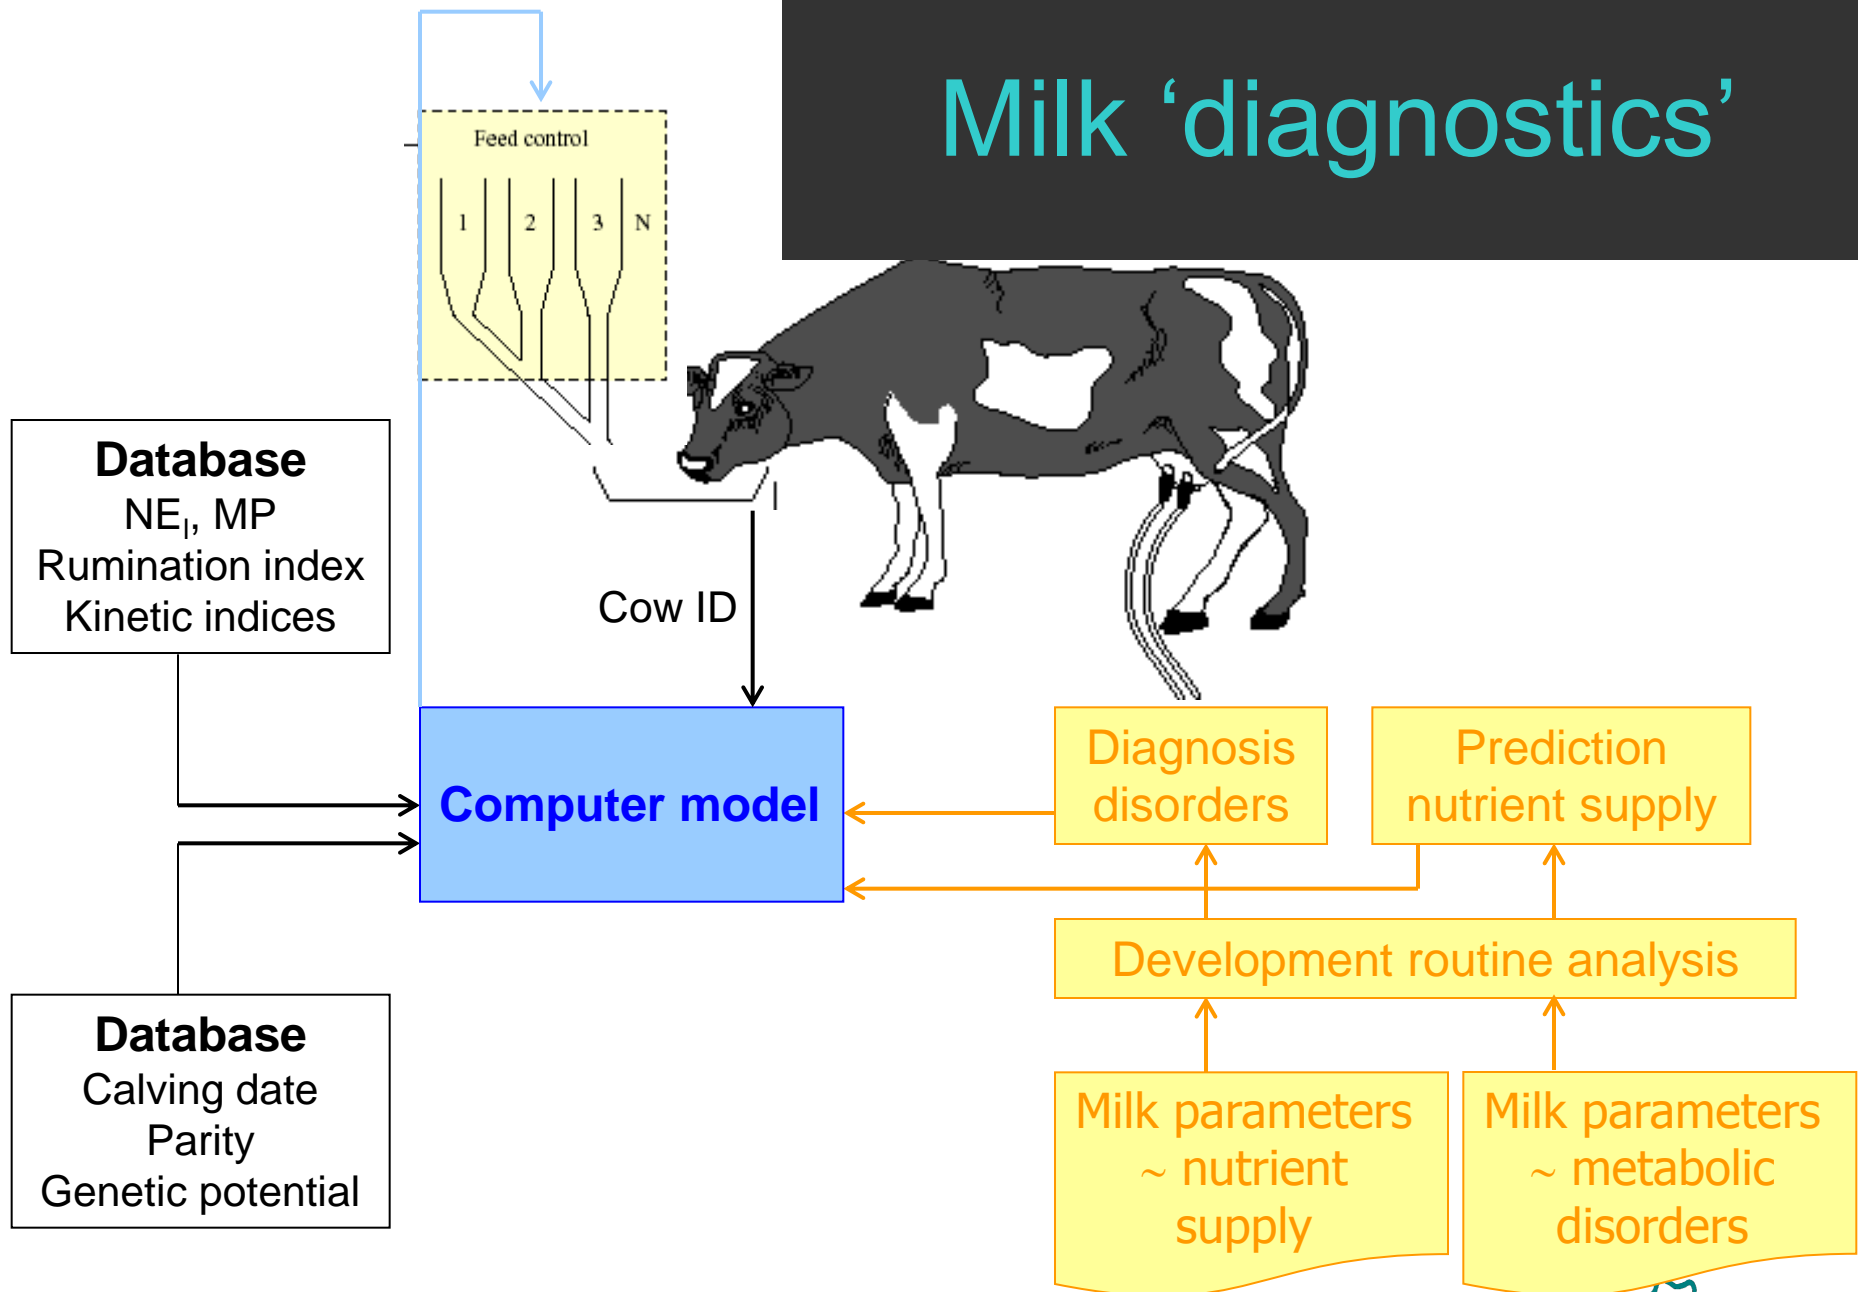 Milk ‘diagnostics’
Feed control
1 2 3 N
Database
NEl, MP
Rumination index
Kinetic indices
Cow ID
Computer model
Diagnosis
disorders
Prediction
nutrient supply
Development routine analysis
Database
Calving date
Parity
Genetic potential
Milk parameters
~ nutrient
supply
Milk parameters
~ metabolic
disorders